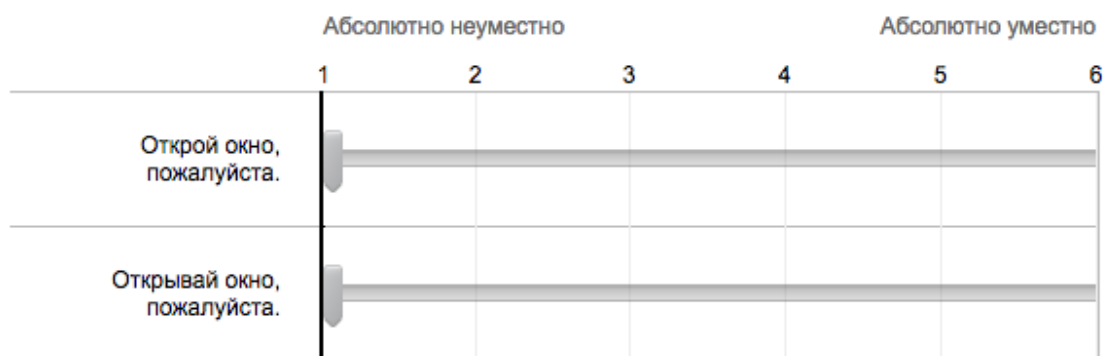 Абсолютно неуместно Абсолютно уместно
1 2 3 4 5 6
Открой окно,
пожалуйста.
Открывай окно,
пожалуйста.